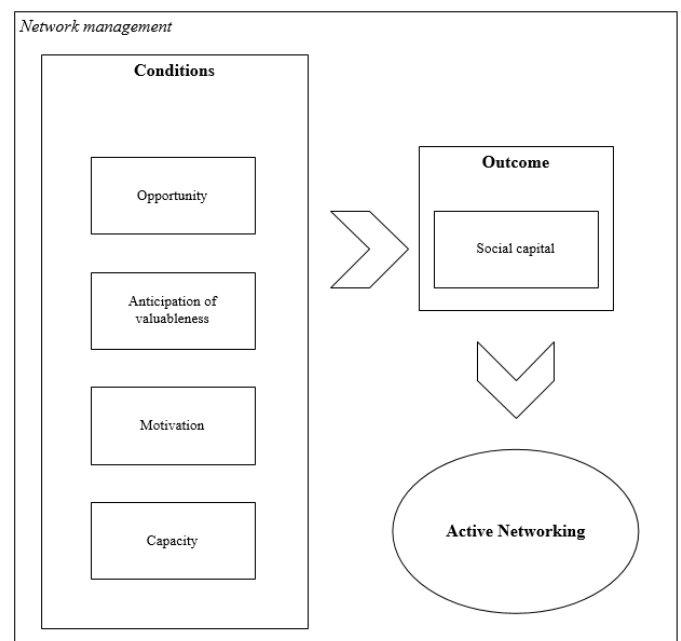 Network management
Conditions
Opportunity
Anticipation of
valuableness
Motivation
Capacity
Outcome
Social capital
Active Networking